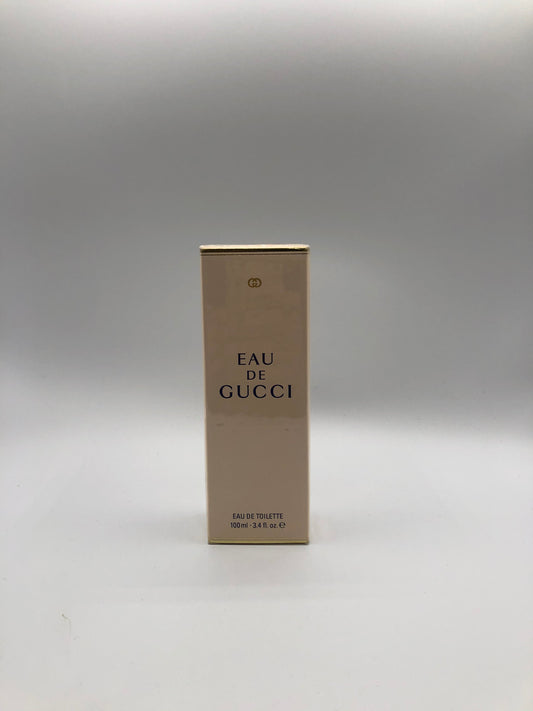 EAU
DE
GUCCI
EAU DE TOILETTE
100ml - 3.4 fl. oz. ℮